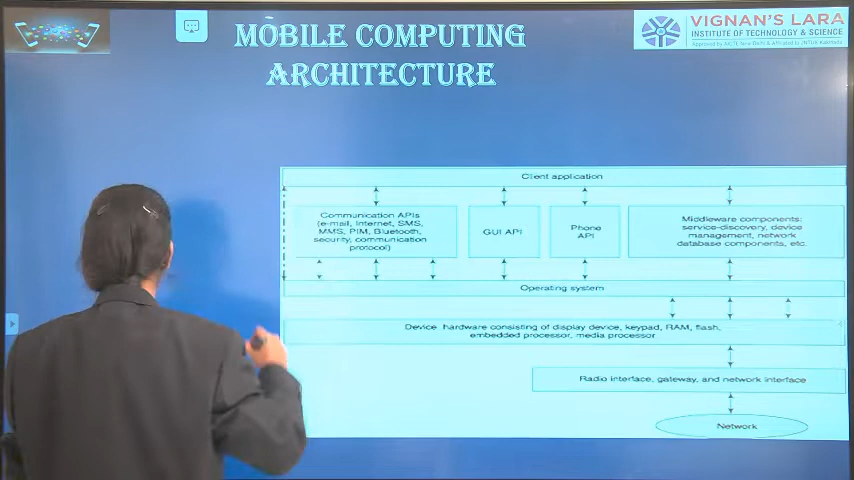 MOBILE COMPUTING
ARCHITECTURE
VIGNAN'S LARA
INSTITUTE OF TECHNOLOGY & SCIENCE
Client application
Communication APIs
(e-mail, Internet, SMS,
MMS, PIM, Bluetooth,
security, communication
protocol)
GUI API
Phone
API
Middleware components:
service-discovery, device
management, network
database components, etc.
Operating system
Device hardware consisting of display device, keypad, RAM, flash,
embedded processor, media processor
Radio interface, gateway, and network interface
Network